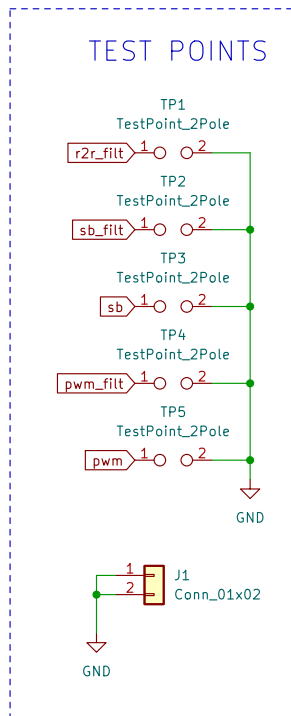 TEST POINTS
TP1
TestPoint_2Pole
r2r_filt 1 2
TP2
TestPoint_2Pole
sb_filt 1 2
TP3
TestPoint_2Pole
sb 1 2
TP4
TestPoint_2Pole
pwm_filt 1 2
TP5
TestPoint_2Pole
pwm 1 2
GND
1 J1
2 Conn_01x02
GND